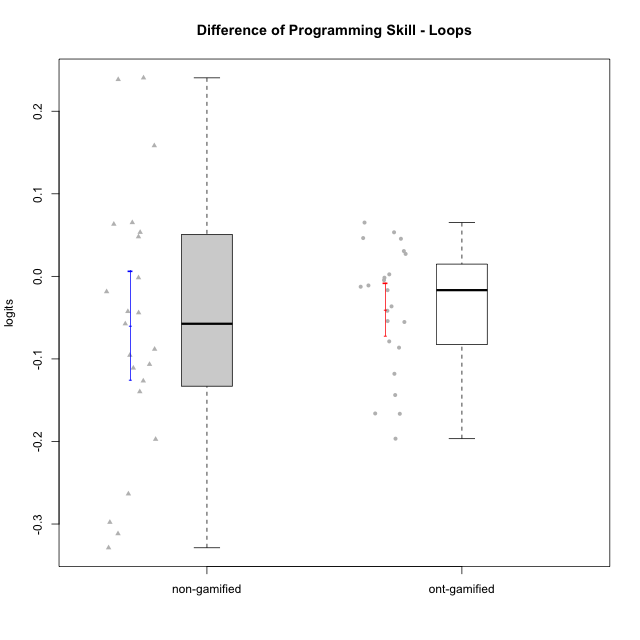 Difference of Programming Skill - Loops
logits
0.2
0.1
0.0
-0.1
-0.2
-0.3
non-gamified
ont-gamified